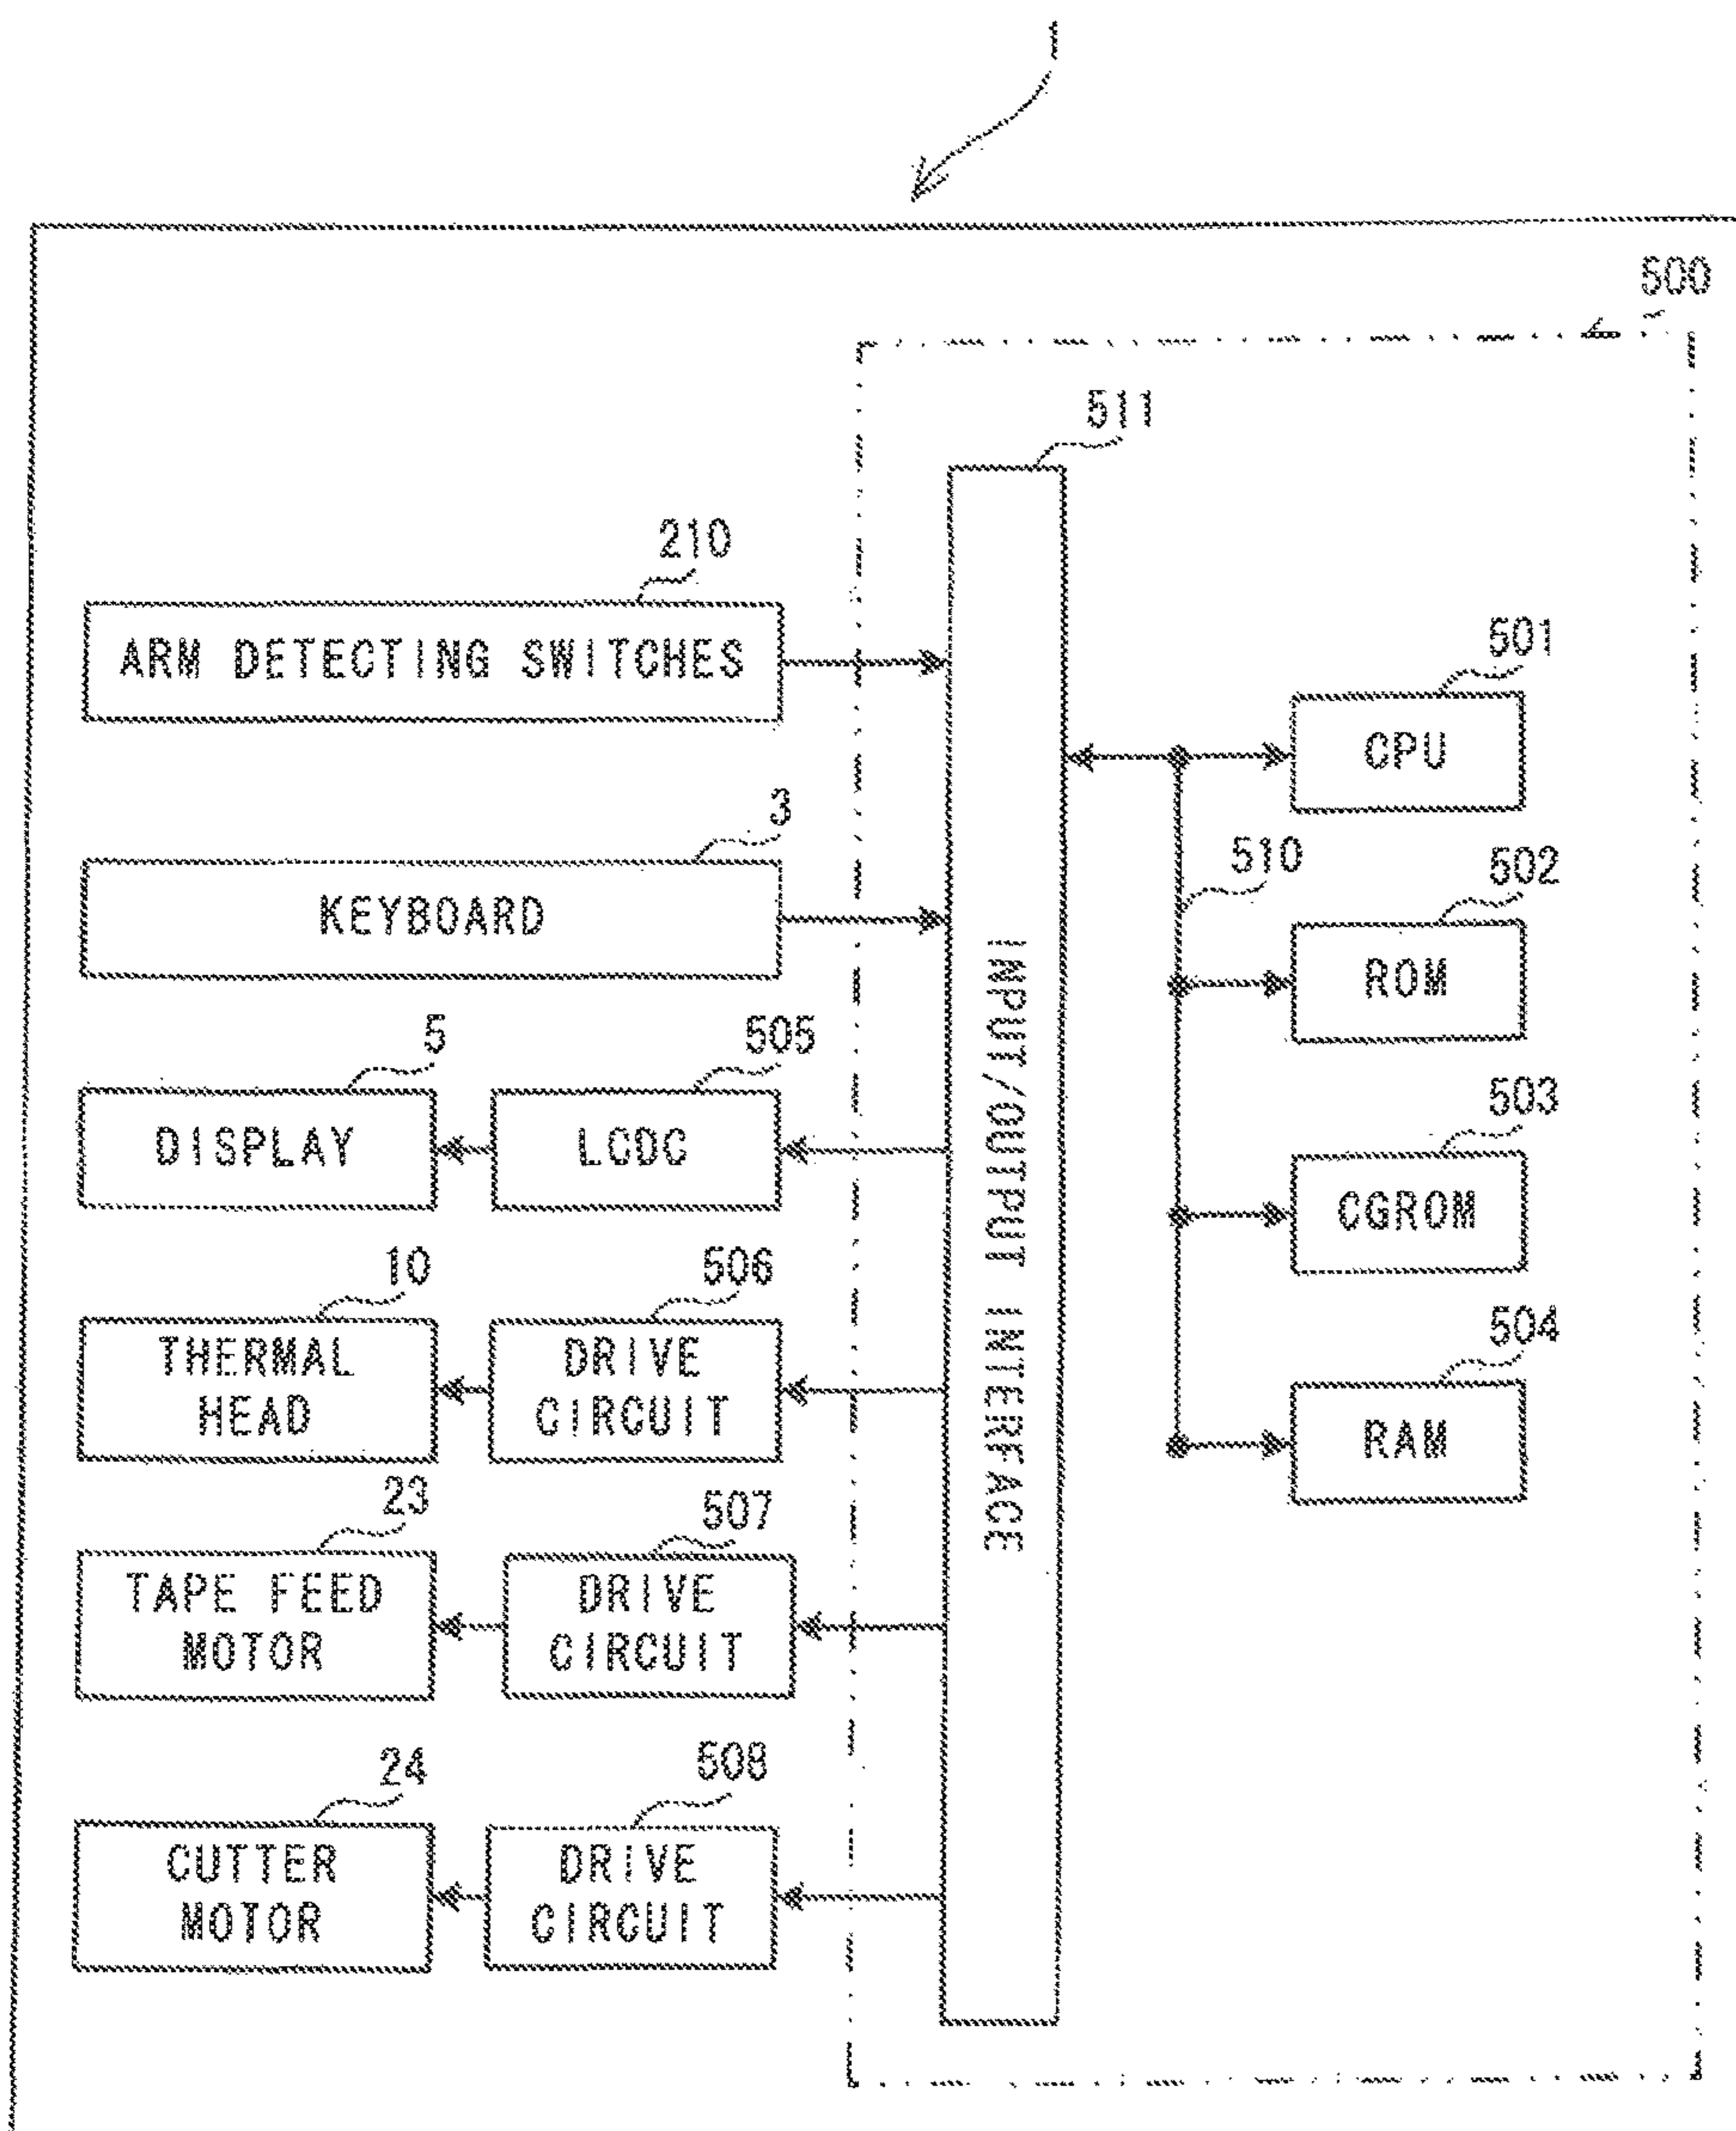 1
500
511
210
ARM DETECTING SWITCHES
501
CPU
3
KEYBOARD
510
502
ROM
INPUT/OUTPUT INTERFACE
5
DISPLAY
505
LCDC
503
CGROM
10
THERMAL
HEAD
506
DRIVE
CIRCUIT
504
RAM
23
TAPE FEED
MOTOR
507
DRIVE
CIRCUIT
24
CUTTER
MOTOR
508
DRIVE
CIRCUIT